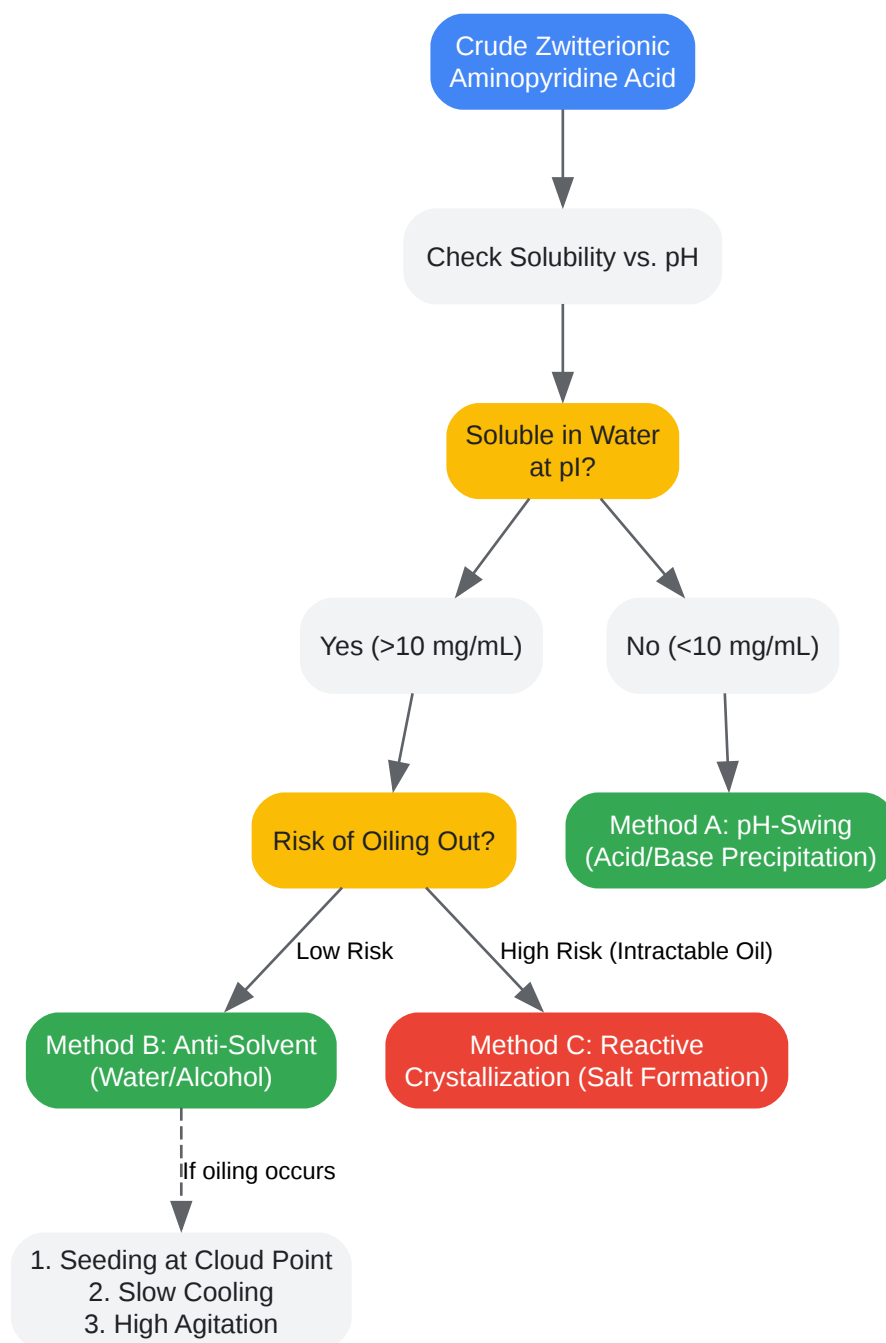 Crude Zwitterionic
Aminopyridine Acid
Check Solubility vs. pH
Soluble in Water
at pI?
Yes (>10 mg/mL)
No (<10 mg/mL)
Risk of Oiling Out?
Method A: pH-Swing
(Acid/Base Precipitation)
Low Risk
High Risk (Intractable Oil)
Method B: Anti-Solvent
(Water/Alcohol)
Method C: Reactive
Crystallization (Salt Formation)
If oiling occurs
1. Seeding at Cloud Point
2. Slow Cooling
3. High Agitation